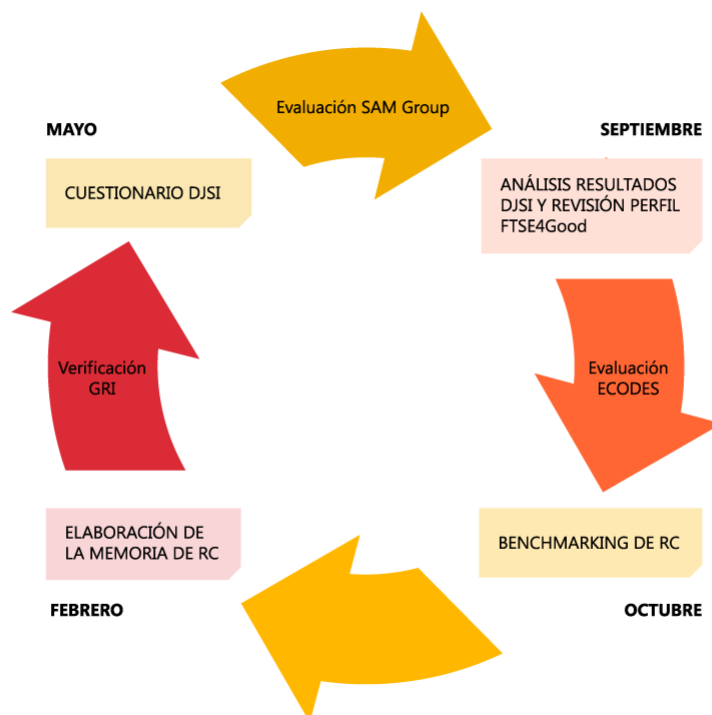 Evaluación SAM Group
MAYO
SEPTIEMBRE
CUESTIONARIO DJSI
ANÁLISIS RESULTADOS
DJSI Y REVISIÓN PERFIL
FTSE4Good
Verificación
GRI
Evaluación
ECODES
ELABORACIÓN DE
LA MEMORIA DE RC
BENCHMARKING DE RC
FEBRERO
OCTUBRE